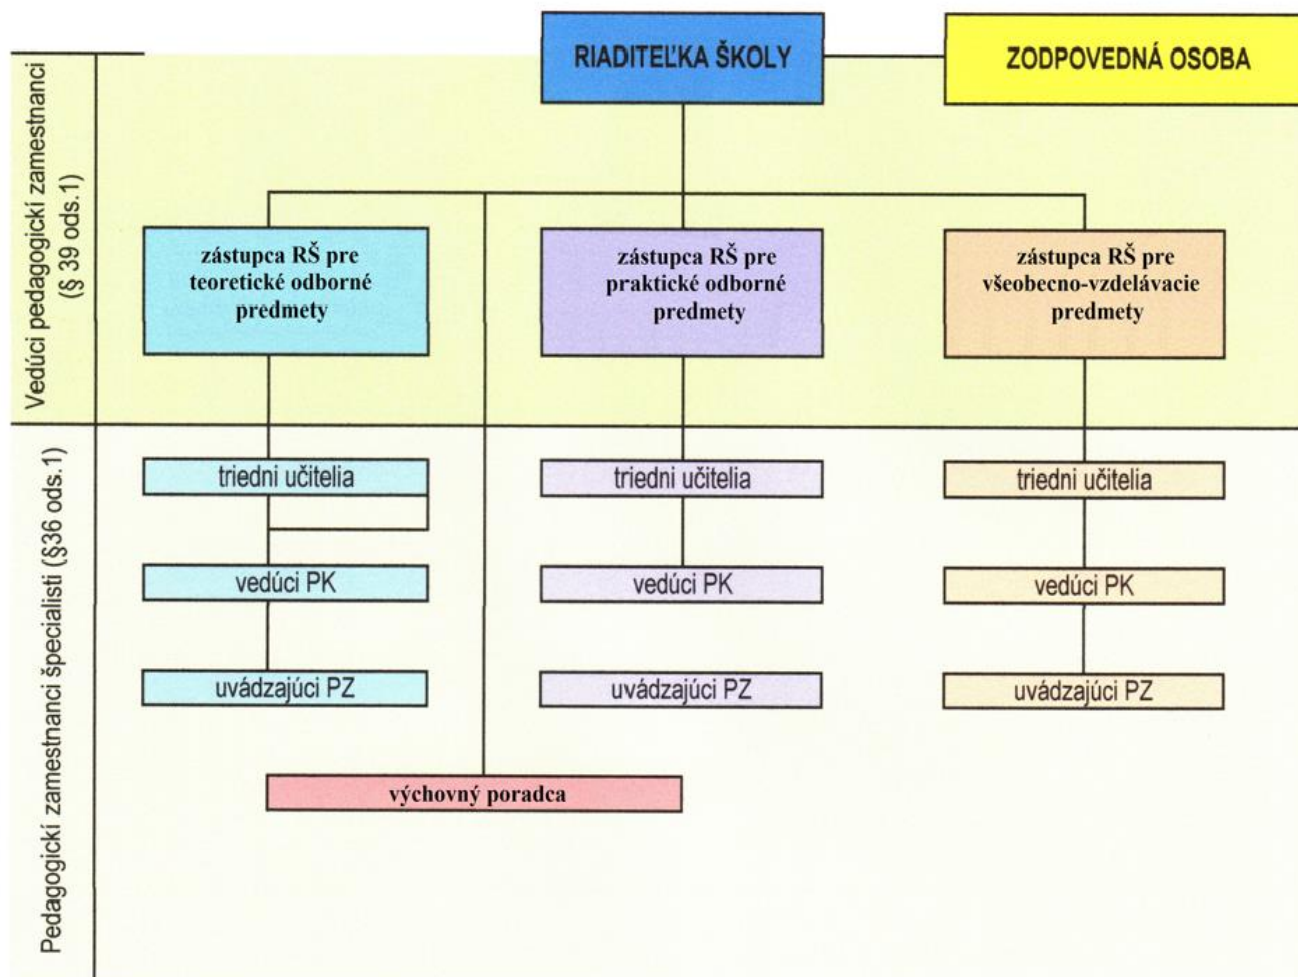 RIADITEĽKA ŠKOLY
ZODPOVEDNÁ OSOBA
Vedúci pedagogickí zamestnanci
(§ 39 ods.1)
zástupca RŠ pre
teoretické odborné
predmety
zástupca RŠ pre
praktické odborné
predmety
zástupca RŠ pre
všeobecno-vzdelávacie
predmety
Pedagogickí zamestnanci špecialisti (§36 ods.1)
triedni učitelia
triedni učitelia
triedni učitelia
vedúci PK
vedúci PK
vedúci PK
uvádzajúci PZ
uvádzajúci PZ
uvádzajúci PZ
výchovný poradca